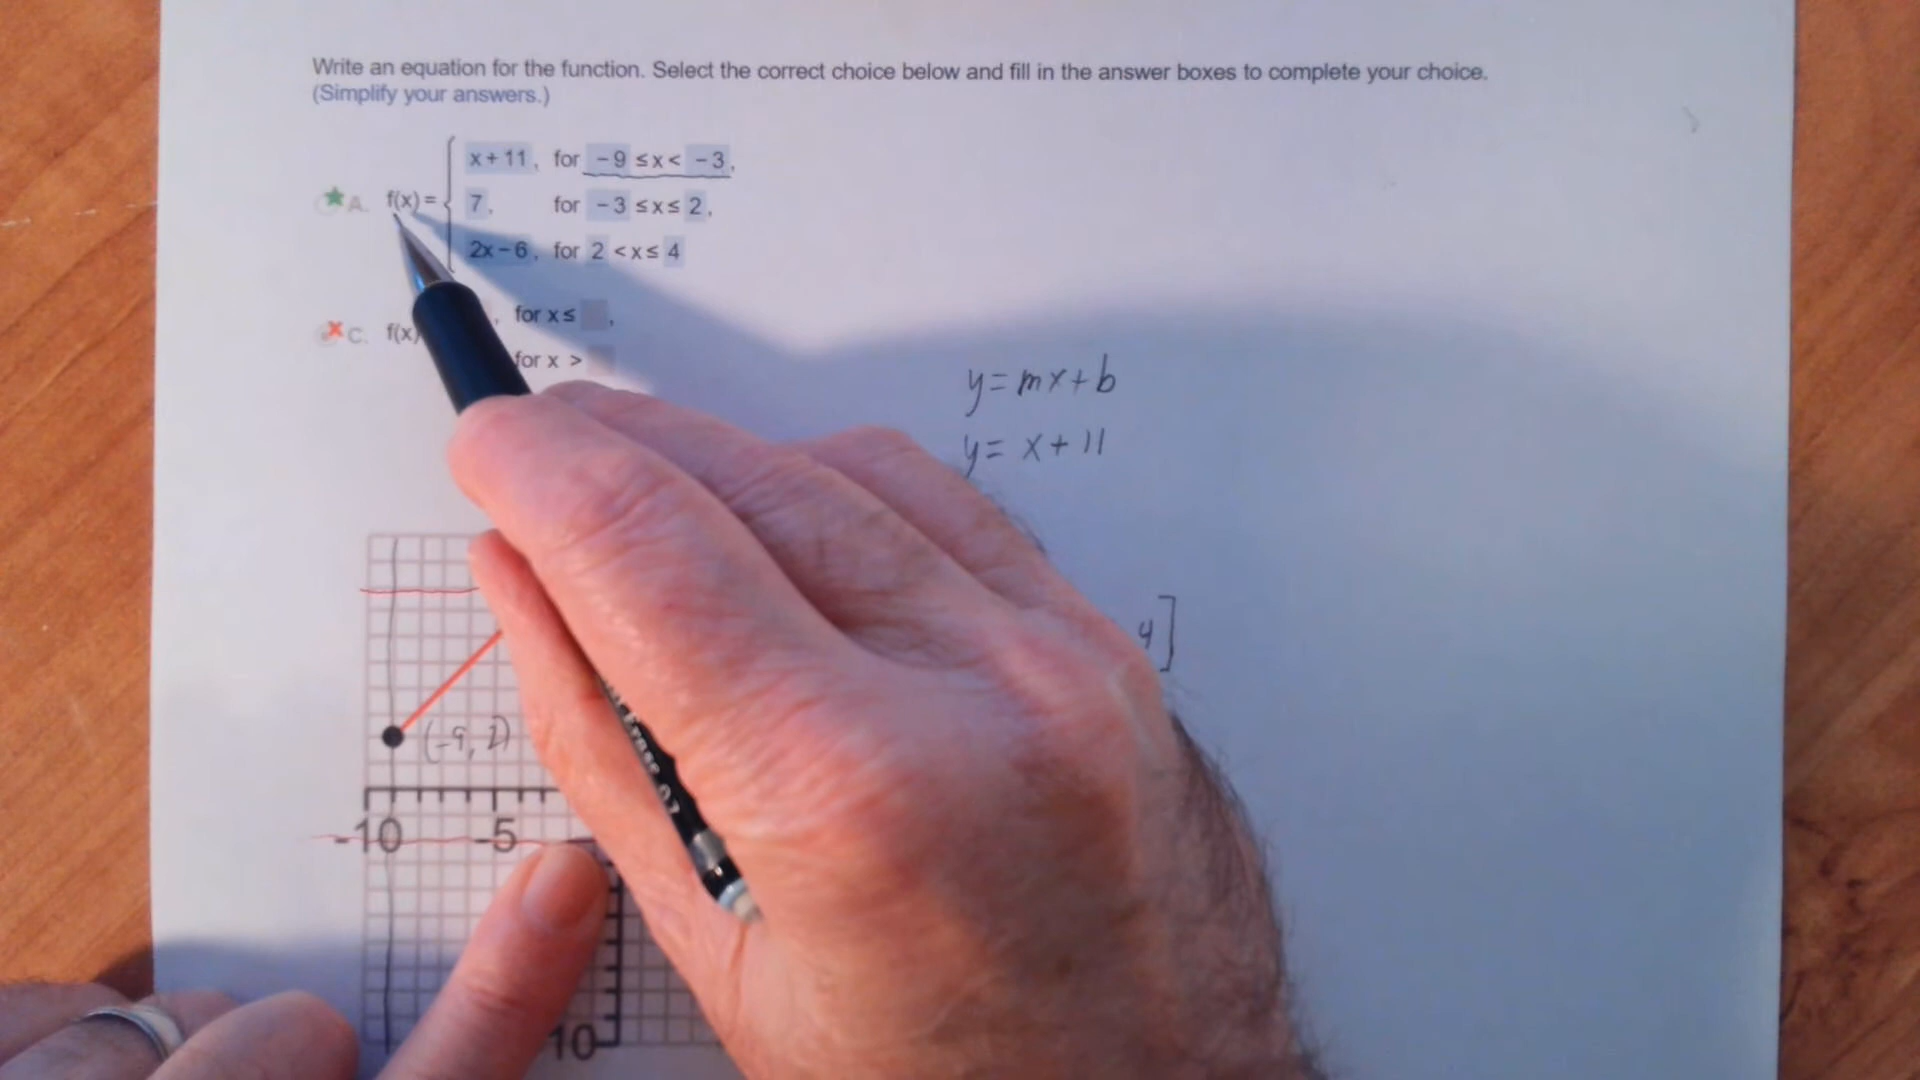 Write an equation for the function. Select the correct choice below and fill in the answer boxes to complete your choice.
(Simplify your answers.)
x + 11, for -9 ≤ x < -3,
A. f(x) = 7, for -3 ≤ x ≤ 2,
2x - 6, for 2 < x ≤ 4
C. f(x) , for x ≤ ,
for x >
y = mx + b
y = x + 11
4]
(-9, 2)
-10 -5
10